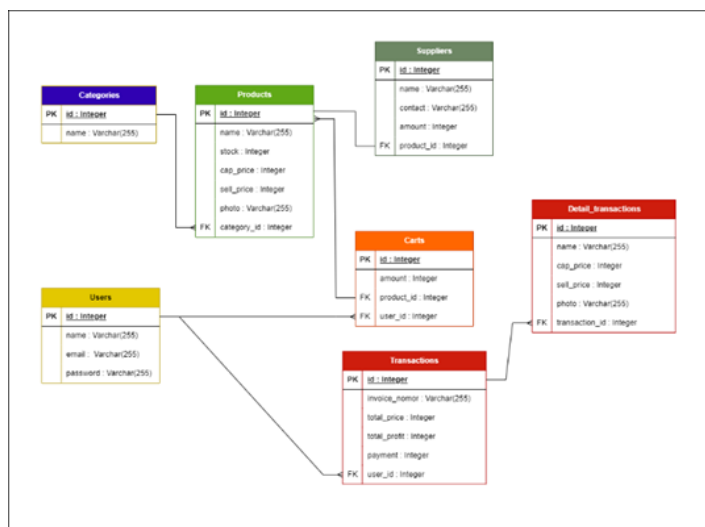 Suppliers
PK id : Integer
name : Varchar(255)
contact : Varchar(255)
amount : Integer
FK product_id : Integer
Categories
PK id : Integer
name : Varchar(255)
Products
PK id : Integer
name : Varchar(255)
stock : Integer
cap_price : Integer
sell_price : Integer
photo : Varchar(255)
FK category_id : Integer
Detail_transactions
PK id : Integer
name : Varchar(255)
cap_price : Integer
sell_price : Integer
photo : Varchar(255)
FK transaction_id : Integer
Carts
PK id : Integer
amount : Integer
FK product_id : Integer
FK user_id : Integer
Users
PK id : Integer
name : Varchar(255)
email : Varchar(255)
password : Varchar(255)
Transactions
PK id : Integer
invoice_nomor : Varchar(255)
total_price : Integer
total_profit : Integer
payment : Integer
FK user_id : Integer